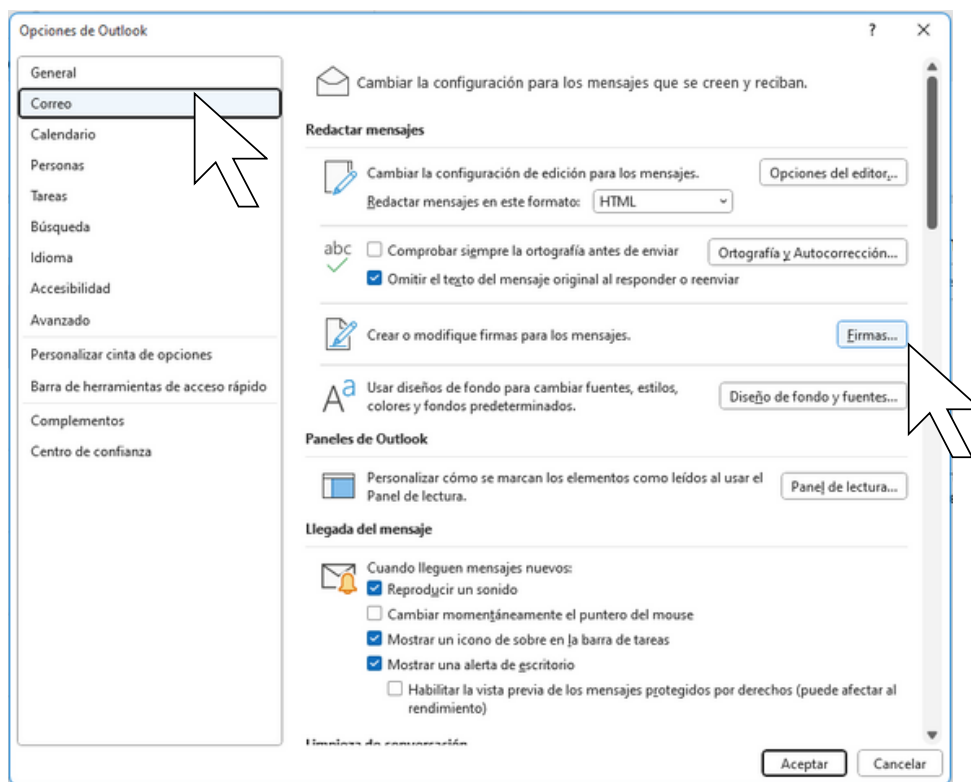 Opciones de Outlook
?
General
Correo
Calendario
Personas
Tareas
Búsqueda
Idioma
Accesibilidad
Avanzado
Personalizar cinta de opciones
Barra de herramientas de acceso rápido
Complementos
Centro de confianza
Cambiar la configuración para los mensajes que se creen y reciban.
Redactar mensajes
Cambiar la configuración de edición para los mensajes.
Opciones del editor...
Redactar mensajes en este formato: HTML
abc
Comprobar siempre la ortografía antes de enviar
Ortografía y Autocorrección...
Omitir el texto del mensaje original al responder o reenviar
Crear o modifique firmas para los mensajes.
Firmas...
Aa
Usar diseños de fondo para cambiar fuentes, estilos,
colores y fondos predeterminados.
Diseño de fondo y fuentes...
Paneles de Outlook
Personalizar cómo se marcan los elementos como leídos al usar el
Panel de lectura.
Panel de lectura...
Llegada del mensaje
Cuando lleguen mensajes nuevos:
Reproducir un sonido
Cambiar momentáneamente el puntero del mouse
Mostrar un icono de sobre en la barra de tareas
Mostrar una alerta de escritorio
Habilitar la vista previa de los mensajes protegidos por derechos (puede afectar al
rendimiento)
Limpieza de conversación
Aceptar
Cancelar